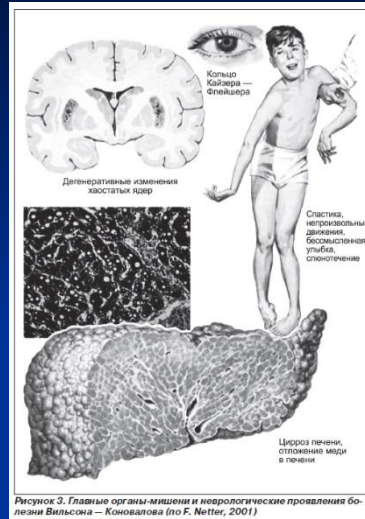 Кольцо
Кайзера —
Флейшера
Дегенеративные изменения
хвостатых ядер
Спастика,
непроизвольные
движения,
бессмысленная
улыбка,
слюнотечение
Цирроз печени,
отложение меди
в печени
Рисунок 3. Главные органы-мишени и неврологические проявления бо-
лезни Вильсона — Коновалова (по F. Netter, 2001)